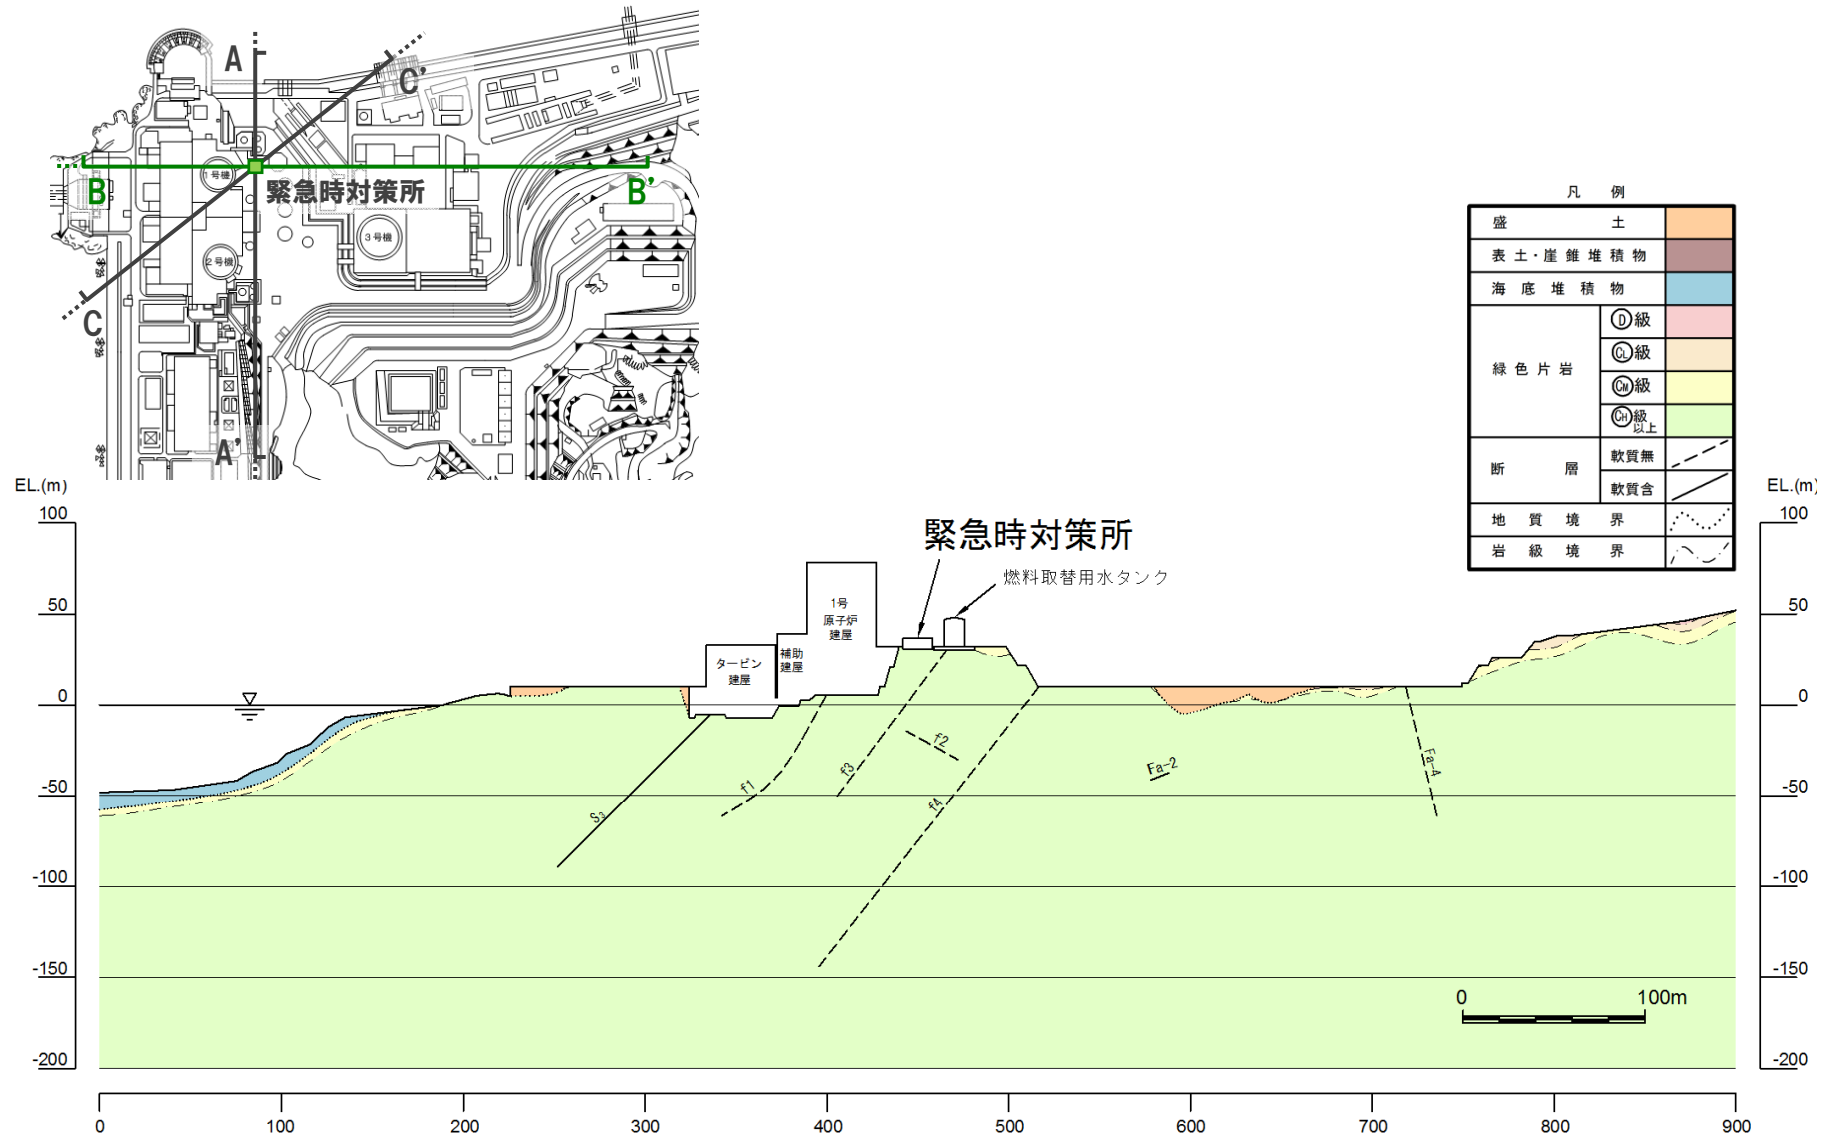 A
C'
B
1号機
緊急時対策所
B'
3号機
2号機
C
A'
凡 例
盛 土
表土・崖錐堆積物
海底堆積物
緑色片岩
D級
CL級
CM級
CH級以上
断 層
軟質無
軟質含
地質境界
岩級境界
EL.(m)
EL.(m)
100
50
0
-50
-100
-150
-200
100
50
0
-50
-100
-150
-200
緊急時対策所
燃料取替用水タンク
1号
原子炉
建屋
補助
建屋
タービン
建屋
S3
f1
f3
f2
f4
Fa-2
Fa-4
0 100m
0 100 200 300 400 500 600 700 800 900